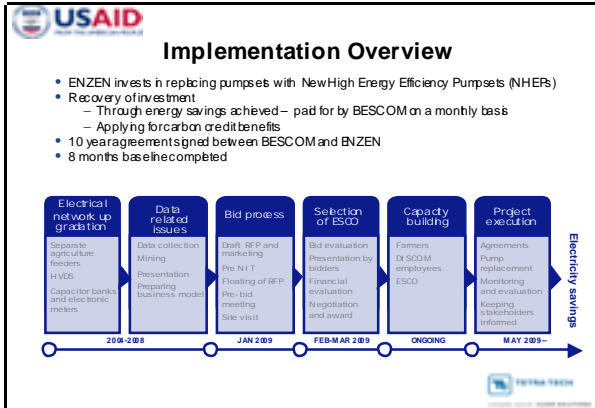 USAID
FROM THE AMERICAN PEOPLE
Implementation Overview
• ENZEN invests in replacing pumpsets with New High Energy Efficiency Pumpsets (NHEPs)
• Recovery of investment
– Through energy savings achieved – paid for by BESCOM on a monthly basis
– Applying for carbon credit benefits
• 10 year agreement signed between BESCOM and ENZEN
• 8 months baseline completed
Electrical
network up
gradation
Separate
agriculture
feeders
HVDS
Capacitor banks
and electronic
meters
Data
related
issues
Data collection
Mining
Presentation
Preparing
business model
Bid process
Draft RFP and
marketing
Pre NIT
Floating of RFP
Pre-bid
meeting
Site visit
Selection
of ESCO
Bid evaluation
Presentation by
bidders
Financial
evaluation
Negotiation
and award
Capacity
building
Farmers
DISCOM
employees
ESCO
Project
execution
Agreements
Pump
replacement
Monitoring
and evaluation
Keeping
stakeholders
informed
Electricity savings
2004-2008
JAN 2009
FEB-MAR 2009
ONGOING
MAY 2009--
TETRA TECH